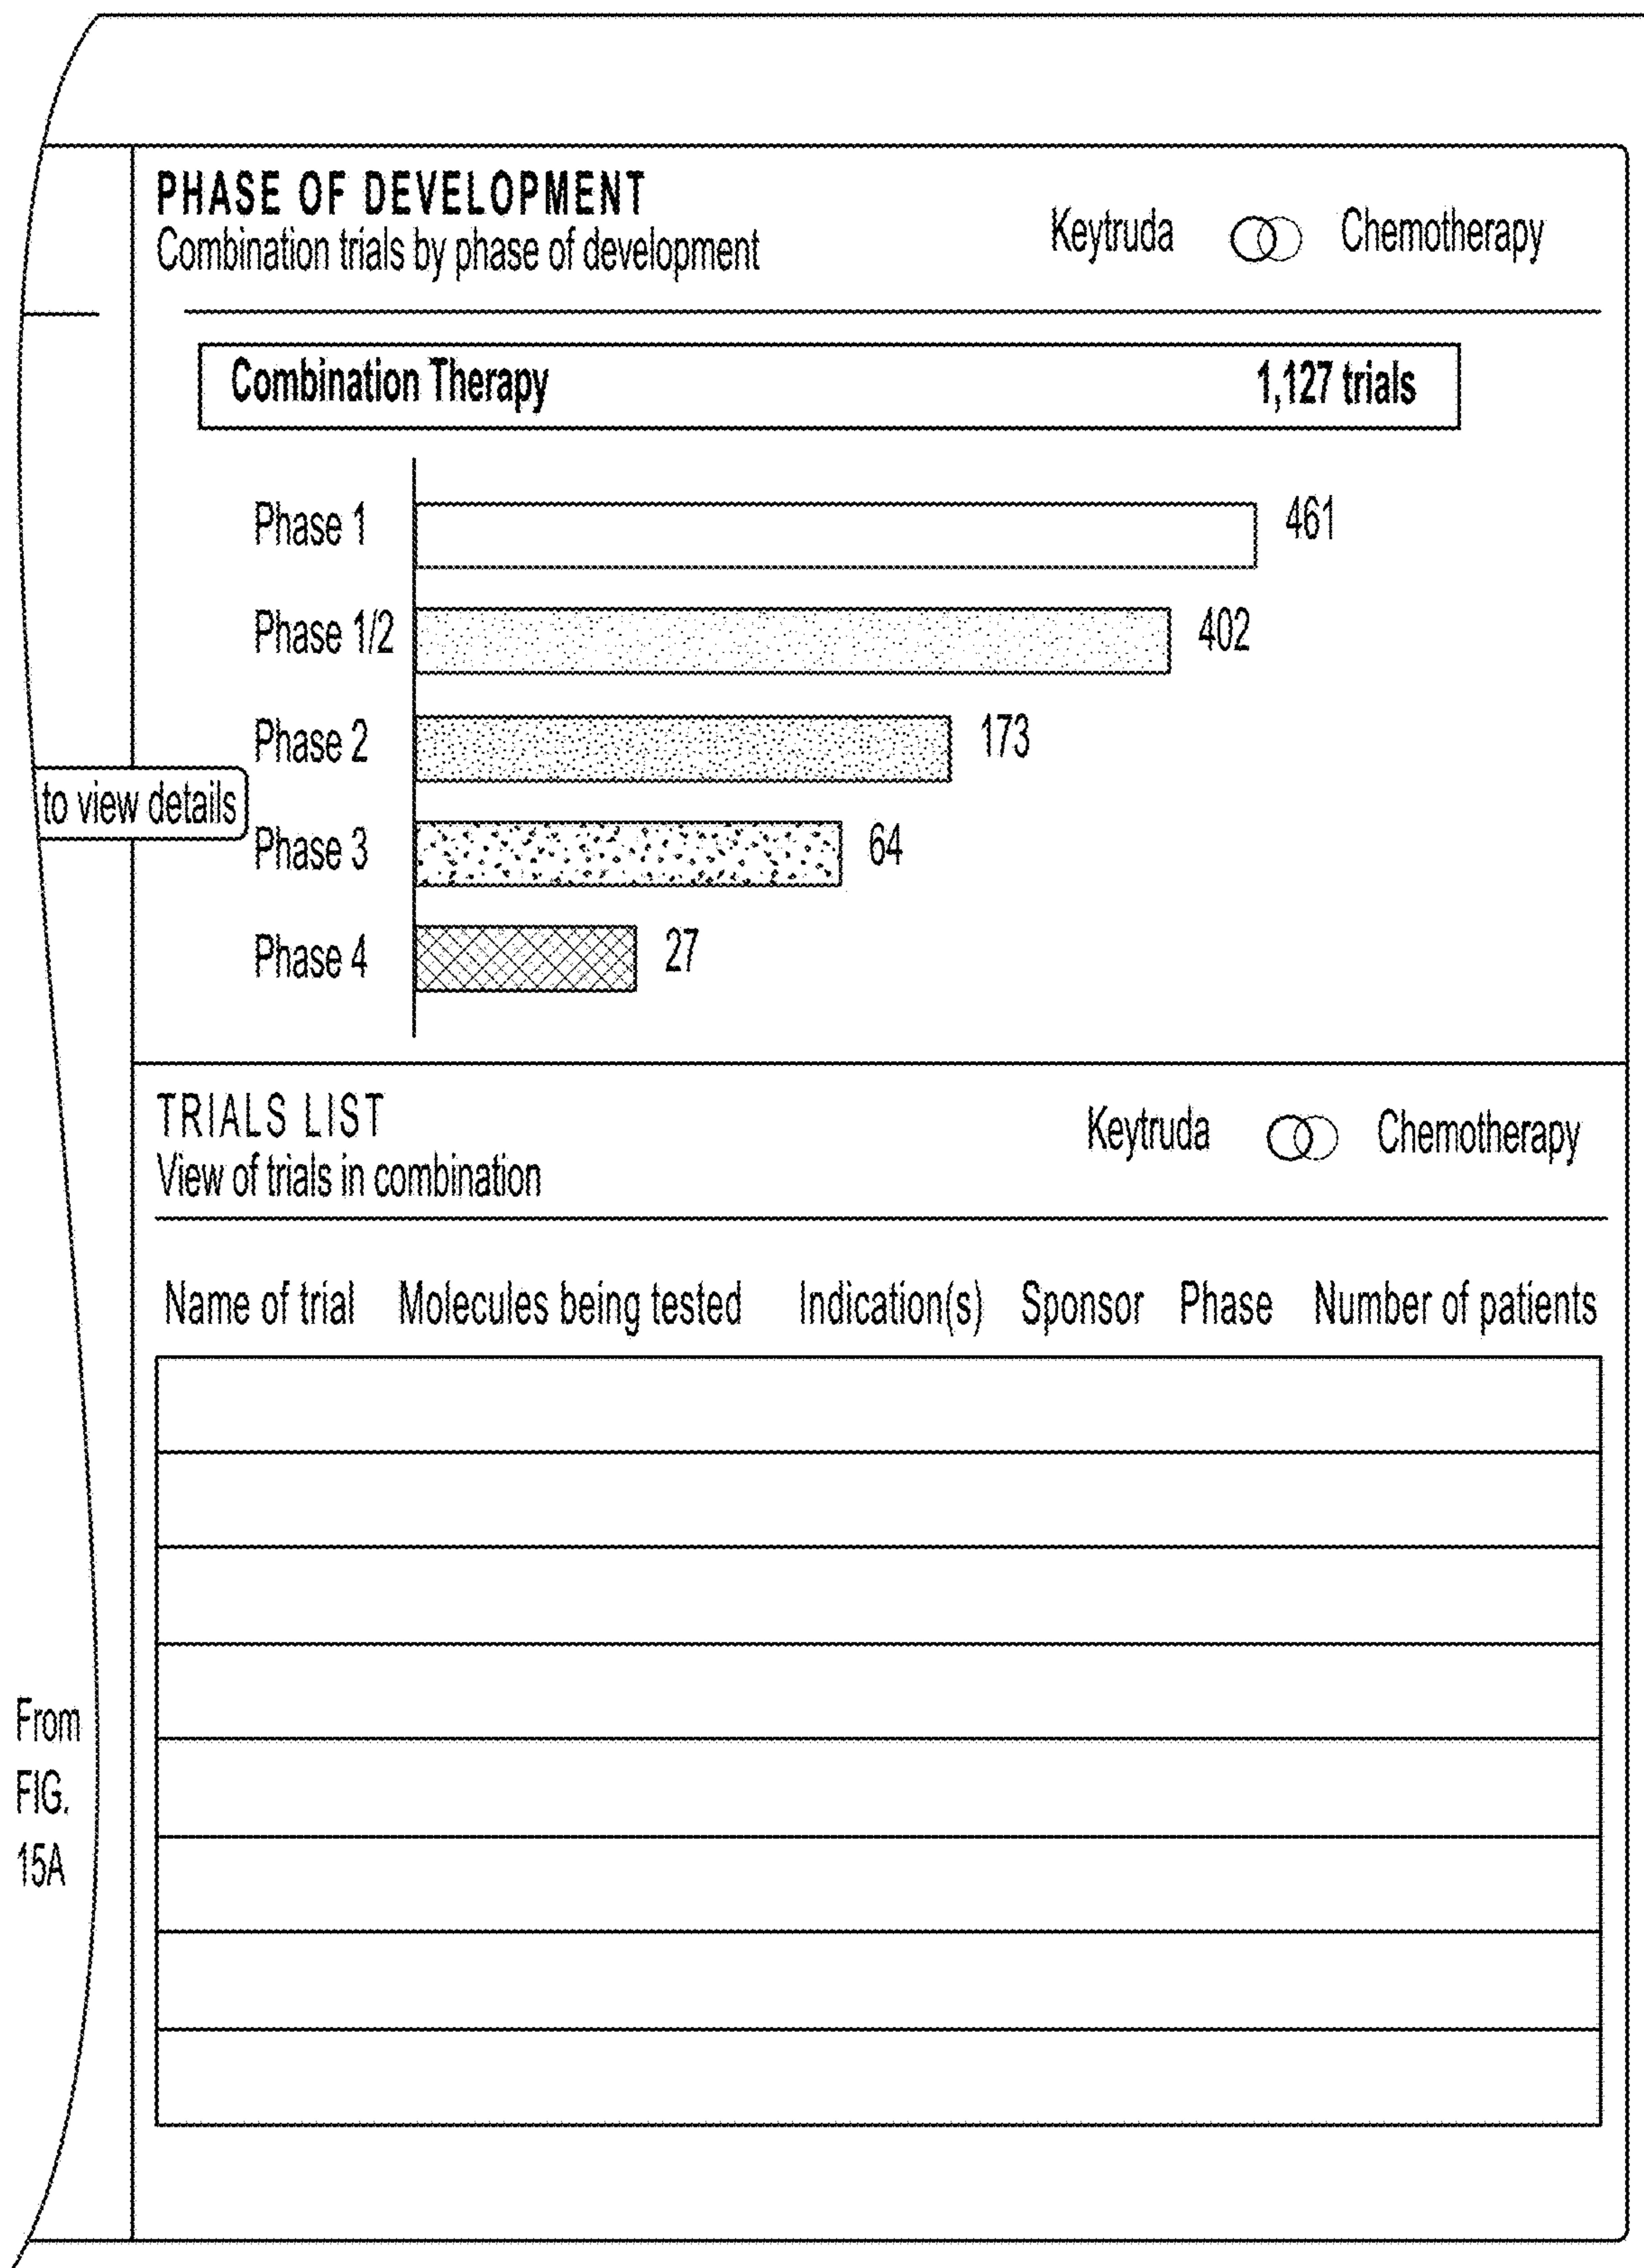 PHASE OF DEVELOPMENT
Combination trials by phase of development
Keytruda Chemotherapy
Combination Therapy 1,127 trials
Phase 1 461
Phase 1/2 402
Phase 2 173
to view details
Phase 3 64
Phase 4 27
TRIALS LIST
View of trials in combination
Keytruda Chemotherapy
Name of trial Molecules being tested Indication(s) Sponsor Phase Number of patients
From
FIG.
15A